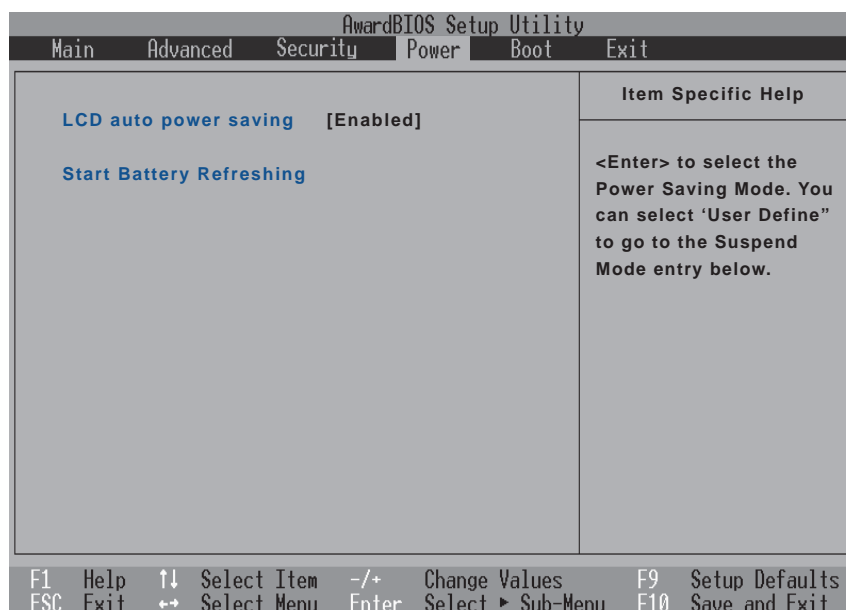 AwardBIOS Setup Utility
Main Advanced Security Power Boot Exit
LCD auto power saving [Enabled]
Start Battery Refreshing
Item Specific Help
<Enter> to select the
Power Saving Mode. You
can select ‘User Define”
to go to the Suspend
Mode entry below.
F1 Help ↑↓ Select Item -/+ Change Values F9 Setup Defaults
ESC Exit ←→ Select Menu Enter Select ▶ Sub-Menu F10 Save and Exit